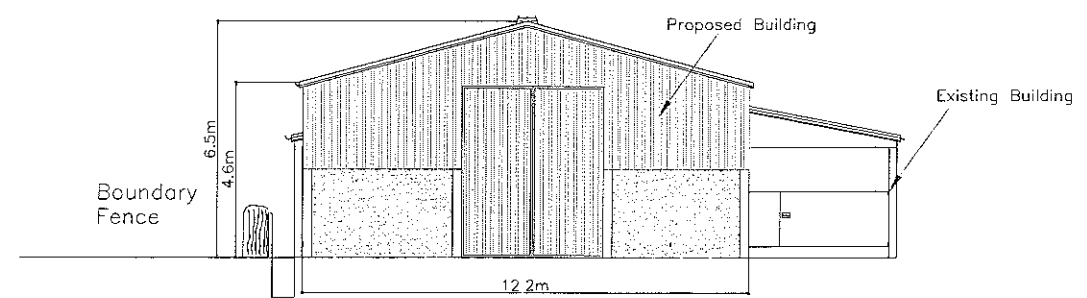 Proposed Building
Existing Building
6.5m
4.6m
Boundary
Fence
12.2m